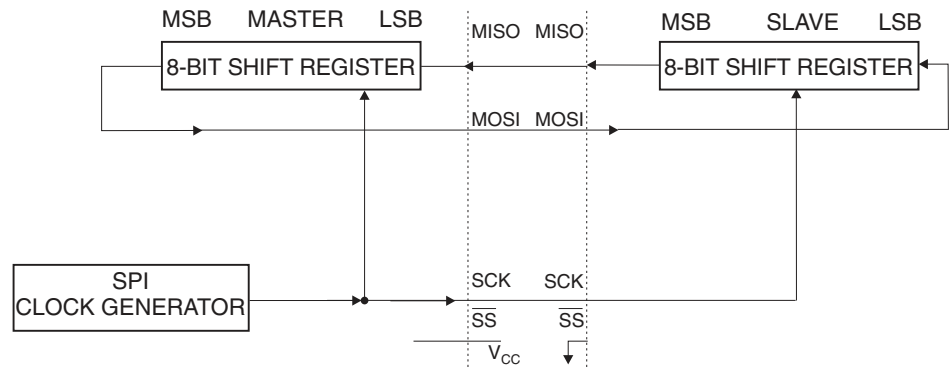 MSB MASTER LSB
MISO MISO
MSB SLAVE LSB
8-BIT SHIFT REGISTER
8-BIT SHIFT REGISTER
MOSI MOSI
SPI
CLOCK GENERATOR
SCK SCK
SS SS
VCC